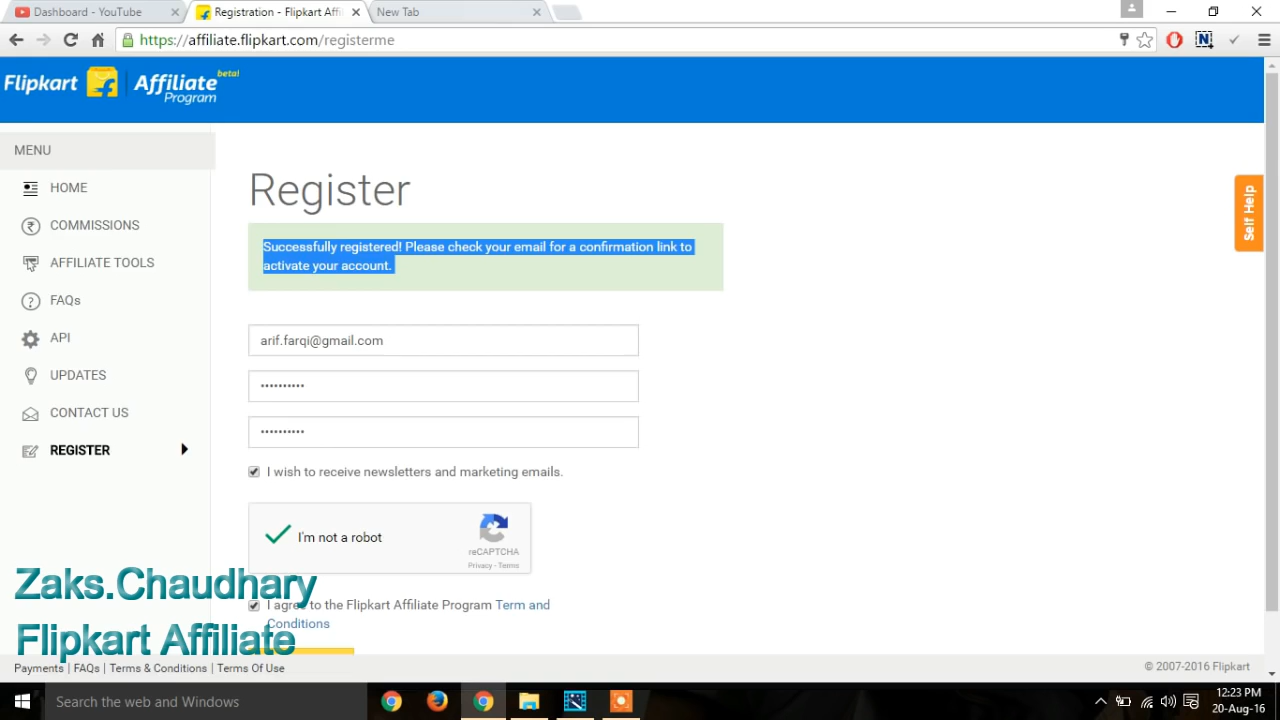 Dashboard - YouTube
Registration - Flipkart Affi
New Tab
https://affiliate.flipkart.com/registerme
Flipkart
Affiliate beta!
Program
MENU
HOME
COMMISSIONS
AFFILIATE TOOLS
FAQs
API
UPDATES
CONTACT US
REGISTER
Self Help
Register
Successfully registered! Please check your email for a confirmation link to
activate your account.
arif.farqi@gmail.com
••••••••••
••••••••••
I wish to receive newsletters and marketing emails.
I'm not a robot
reCAPTCHA
Privacy - Terms
I agree to the Flipkart Affiliate Program Term and
Conditions
Zaks.Chaudhary
Flipkart Affiliate
Payments | FAQs | Terms & Conditions | Terms Of Use
© 2007-2016 Flipkart
Search the web and Windows
12:23 PM
20-Aug-16